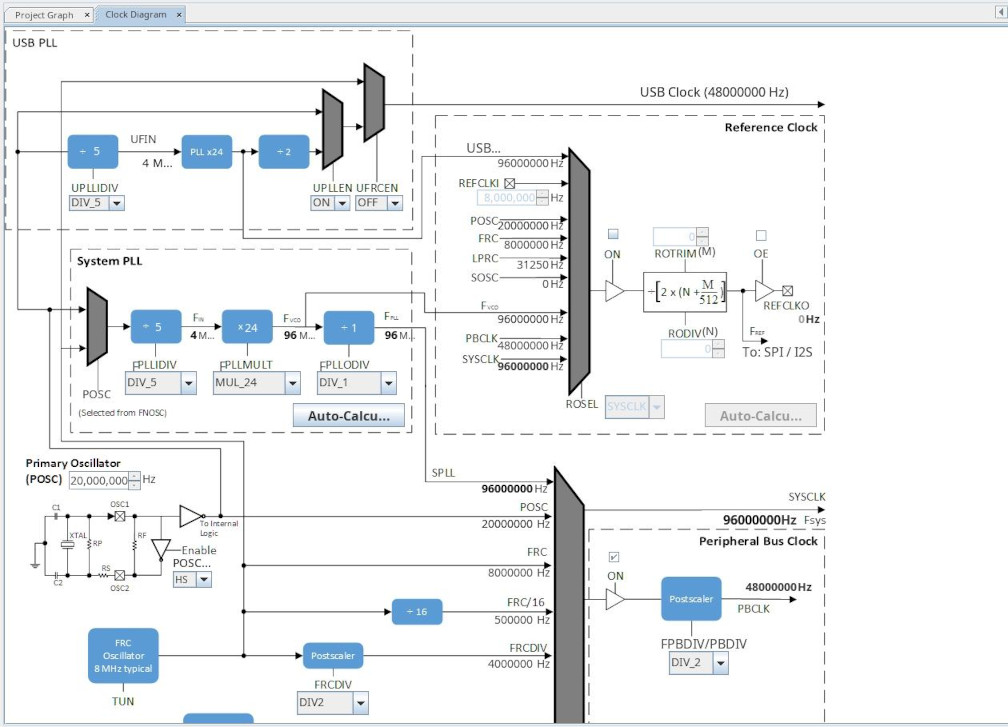 Project Graph × Clock Diagram ×
USB PLL
USB Clock (48000000 Hz)
÷ 5
UFIN
4 M...
PLL x24
÷ 2
UPLLIDIV
DIV_5
UPLLEN UFRCEN
ON OFF
Reference Clock
USB...
96000000 Hz
REFCLKI
8,000,000 Hz
POSC
20000000 Hz
FRC
8000000 Hz
LPRC
31250 Hz
SOSC
0 Hz
FVCO
96000000 Hz
PBCLK
48000000 Hz
SYSCLK
96000000 Hz
ROSEL SYSCLK
ON
0
ROTRIM (M)
÷[2 x (N + M/512)]
RODIV(N)
0
OE
REFCLKO
0Hz
FREF
To: SPI / I2S
Auto-Calcu...
System PLL
÷ 5
FIN
4 M...
×24
FVCO
96 M...
÷ 1
FPLL
96 M...
FPLLIDIV FPLLMULT FPLLODIV
DIV_5 MUL_24 DIV_1
POSC
(Selected from FNOSC)
Auto-Calcu...
Primary Oscillator
(POSC) 20,000,000 Hz
C1
OSC1
XTAL
RP
RF
RS
C2
OSC2
To Internal
Logic
Enable
POSC...
HS
SPLL
96000000 Hz
POSC
20000000 Hz
FRC
8000000 Hz
÷ 16
FRC/16
500000 Hz
FRC
Oscillator
8 MHz typical
TUN
Postscaler
FRCDIV
DIV2
FRCDIV
4000000 Hz
SYSCLK
96000000Hz Fsys
Peripheral Bus Clock
ON
Postscaler
48000000Hz
PBCLK
FPBDIV/PBDIV
DIV_2